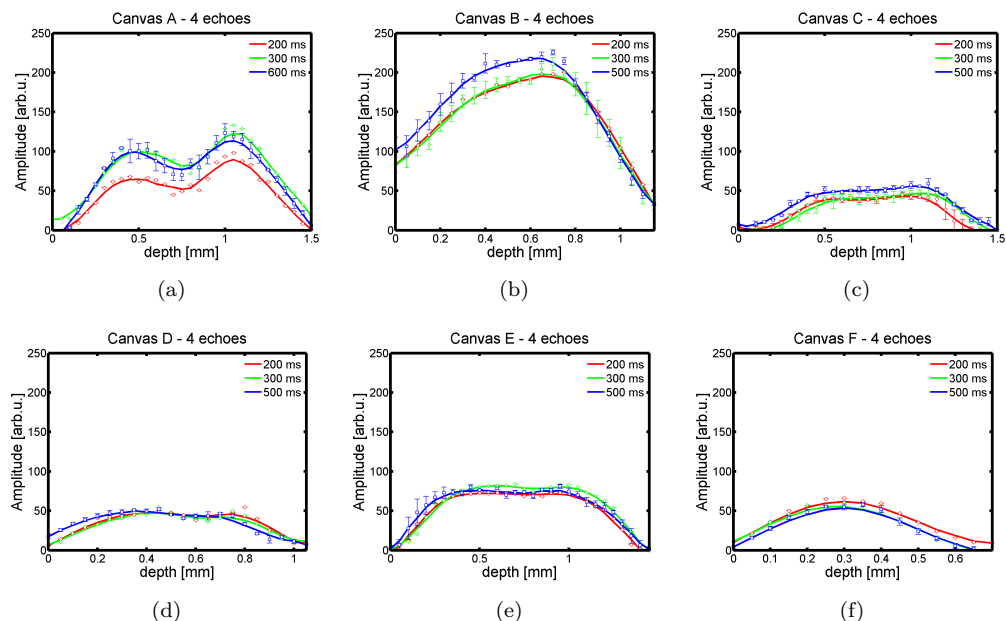 Canvas A - 4 echoes
250
200
150
100
50
0
Amplitude [arb.u.]
200 ms
300 ms
600 ms
0
0.5
1
1.5
depth [mm]
(a)
Canvas B - 4 echoes
250
200
150
100
50
0
Amplitude [arb.u.]
200 ms
300 ms
500 ms
0
0.2
0.4
0.6
0.8
1
depth [mm]
(b)
Canvas C - 4 echoes
250
200
150
100
50
0
Amplitude [arb.u.]
200 ms
300 ms
500 ms
0
0.5
1
1.5
depth [mm]
(c)
Canvas D - 4 echoes
250
200
150
100
50
0
Amplitude [arb.u.]
200 ms
300 ms
500 ms
0
0.2
0.4
0.6
0.8
1
depth [mm]
(d)
Canvas E - 4 echoes
250
200
150
100
50
0
Amplitude [arb.u.]
200 ms
300 ms
500 ms
0.5
1
depth [mm]
(e)
Canvas F - 4 echoes
250
200
150
100
50
0
Amplitude [arb.u.]
200 ms
300 ms
500 ms
0
0.1
0.2
0.3
0.4
0.5
0.6
depth [mm]
(f)